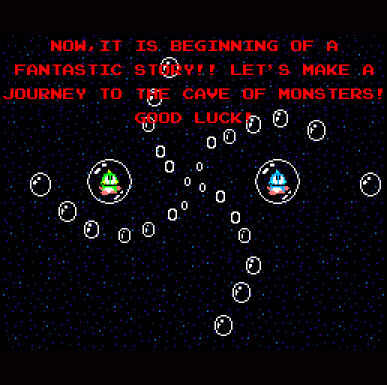 NOW,IT IS BEGINNING OF A
FANTASTIC STORY!! LET'S MAKE A
JOURNEY TO THE CAVE OF MONSTERS!
GOOD LUCK!